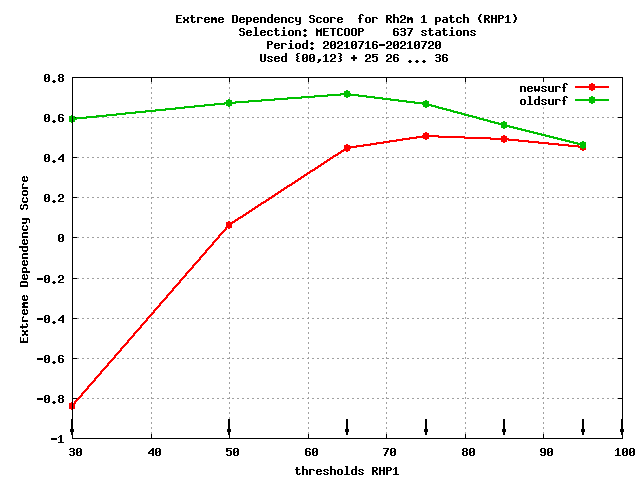 Extreme Dependency Score  for Rh2m 1 patch (RHP1)
Selection: METCOOP    637 stations
Period: 20210716-20210720
Used {00,12} + 25 26 ... 36
newsurf
oldsurf
0.8
0.6
0.4
0.2
0
-0.2
-0.4
-0.6
-0.8
-1
Extreme Dependency Score
30 40 50 60 70 80 90 100
thresholds RHP1